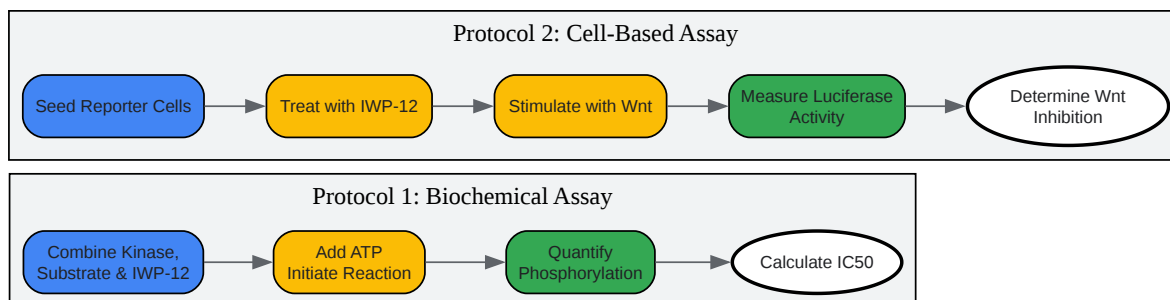 Protocol 2: Cell-Based Assay
Seed Reporter Cells
Treat with IWP-12
Stimulate with Wnt
Measure Luciferase
Activity
Determine Wnt
Inhibition
Protocol 1: Biochemical Assay
Combine Kinase,
Substrate & IWP-12
Add ATP
Initiate Reaction
Quantify
Phosphorylation
Calculate IC50